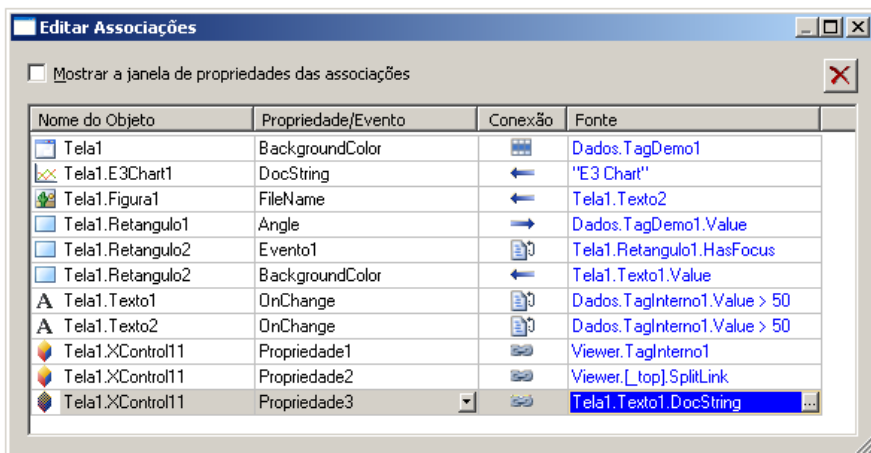 Editar Associações
Mostrar a janela de propriedades das associações
Nome do Objeto Propriedade/Evento Conexão Fonte
Tela1 BackgroundColor Dados.TagDemo1
Tela1.E3Chart1 DocString "E3 Chart"
Tela1.Figura1 FileName Tela1.Texto2
Tela1.Retangulo1 Angle Dados.TagDemo1.Value
Tela1.Retangulo2 Evento1 Tela1.Retangulo1.HasFocus
Tela1.Retangulo2 BackgroundColor Tela1.Texto1.Value
A Tela1.Texto1 OnChange Dados.TagInterno1.Value > 50
A Tela1.Texto2 OnChange Dados.TagInterno1.Value > 50
Tela1.XControl11 Propriedade1 Viewer.TagInterno1
Tela1.XControl11 Propriedade2 Viewer.[_top].SplitLink
Tela1.XControl11 Propriedade3 Tela1.Texto1.DocString ...